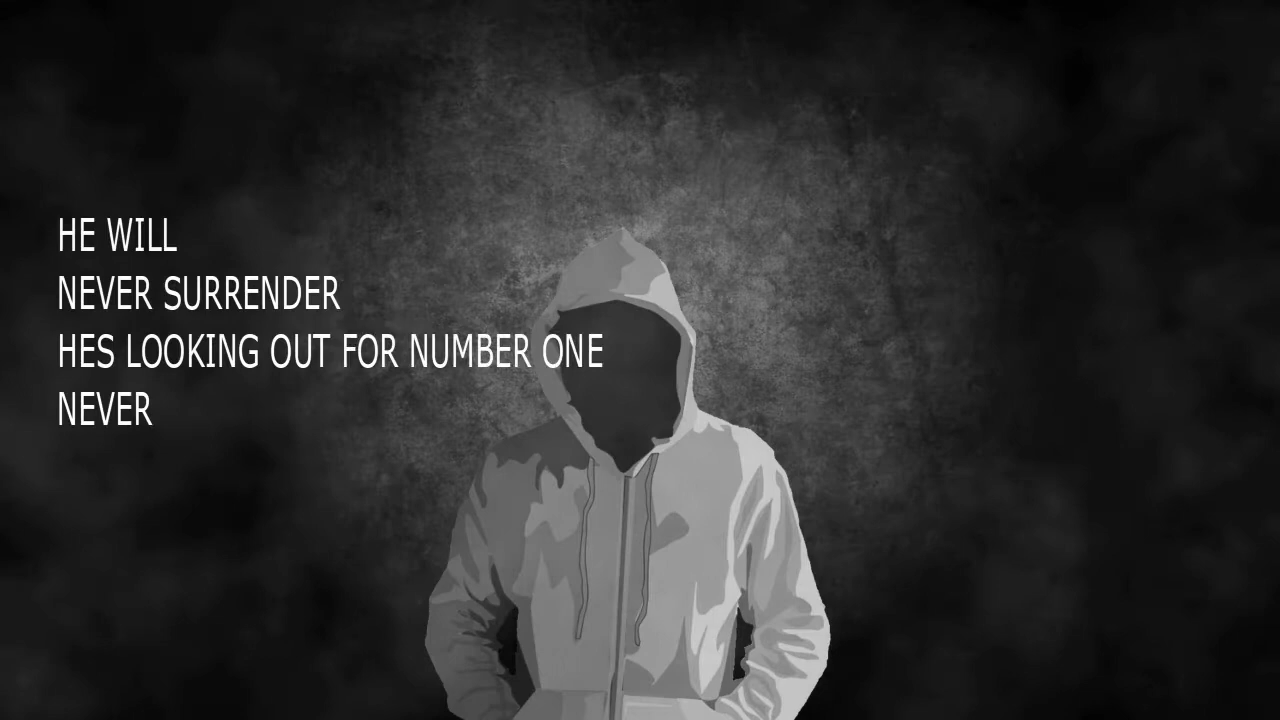 HE WILL
NEVER SURRENDER
HES LOOKING OUT FOR NUMBER ONE
NEVER